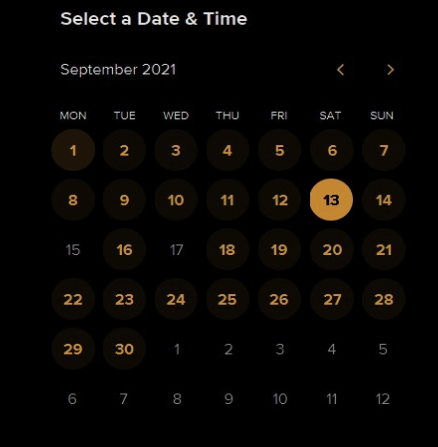 Select a Date & Time
September 2021 < >
MON TUE WED THU FRI SAT SUN
1 2 3 4 5 6 7
8 9 10 11 12 13 14
15 16 17 18 19 20 21
22 23 24 25 26 27 28
29 30 1 2 3 4 5
6 7 8 9 10 11 12